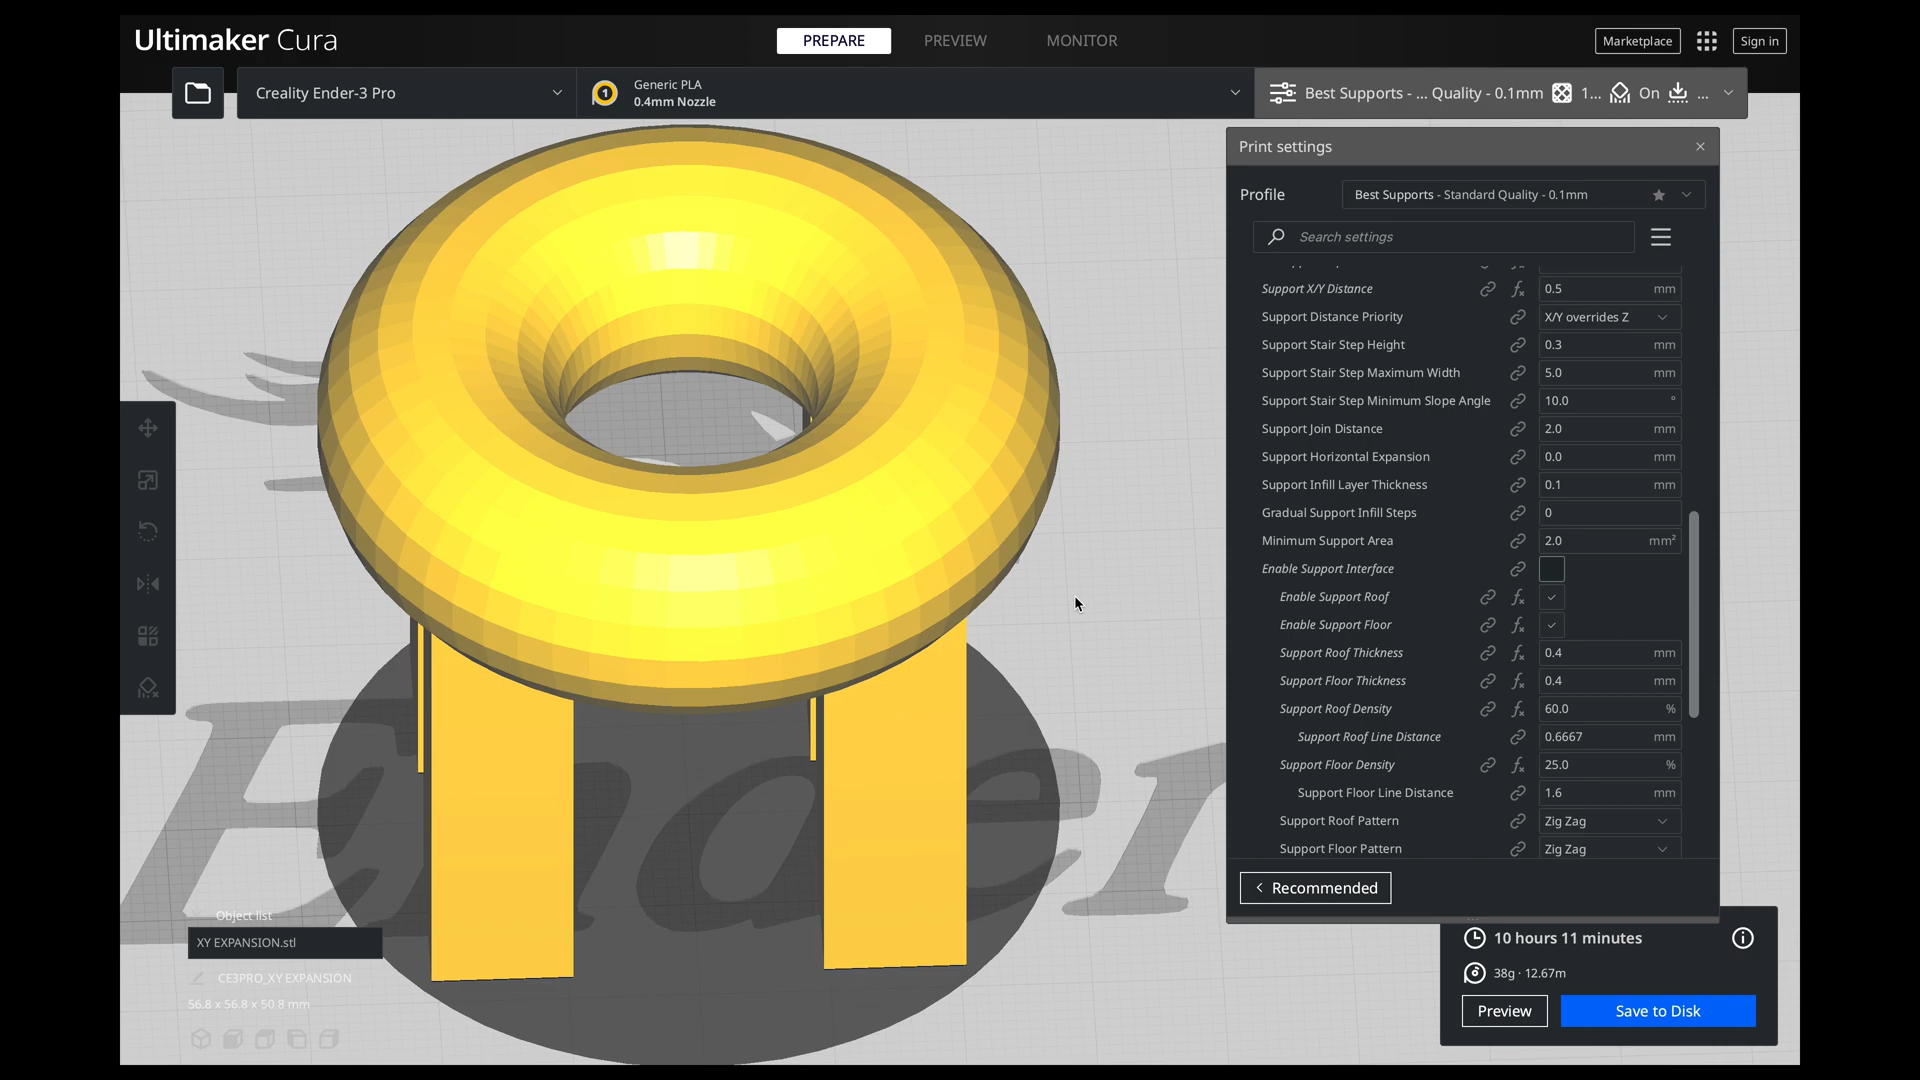 Ultimaker Cura
PREPARE
PREVIEW
MONITOR
Marketplace
Sign in
Creality Ender-3 Pro
1
Generic PLA
0.4mm Nozzle
Best Supports - ... Quality - 0.1mm
1...
On
...
Print settings
Profile
Best Supports - Standard Quality - 0.1mm
Search settings
Support X/Y Distance 0.5 mm
Support Distance Priority X/Y overrides Z
Support Stair Step Height 0.3 mm
Support Stair Step Maximum Width 5.0 mm
Support Stair Step Minimum Slope Angle 10.0 °
Support Join Distance 2.0 mm
Support Horizontal Expansion 0.0 mm
Support Infill Layer Thickness 0.1 mm
Gradual Support Infill Steps 0
Minimum Support Area 2.0 mm²
Enable Support Interface
Enable Support Roof
Enable Support Floor
Support Roof Thickness 0.4 mm
Support Floor Thickness 0.4 mm
Support Roof Density 60.0 %
Support Roof Line Distance 0.6667 mm
Support Floor Density 25.0 %
Support Floor Line Distance 1.6 mm
Support Roof Pattern Zig Zag
Support Floor Pattern Zig Zag
Recommended
Ender
Object list
XY EXPANSION.stl
CE3PRO_XY EXPANSION
56.8 x 56.8 x 50.8 mm
10 hours 11 minutes
38g · 12.67m
Preview
Save to Disk